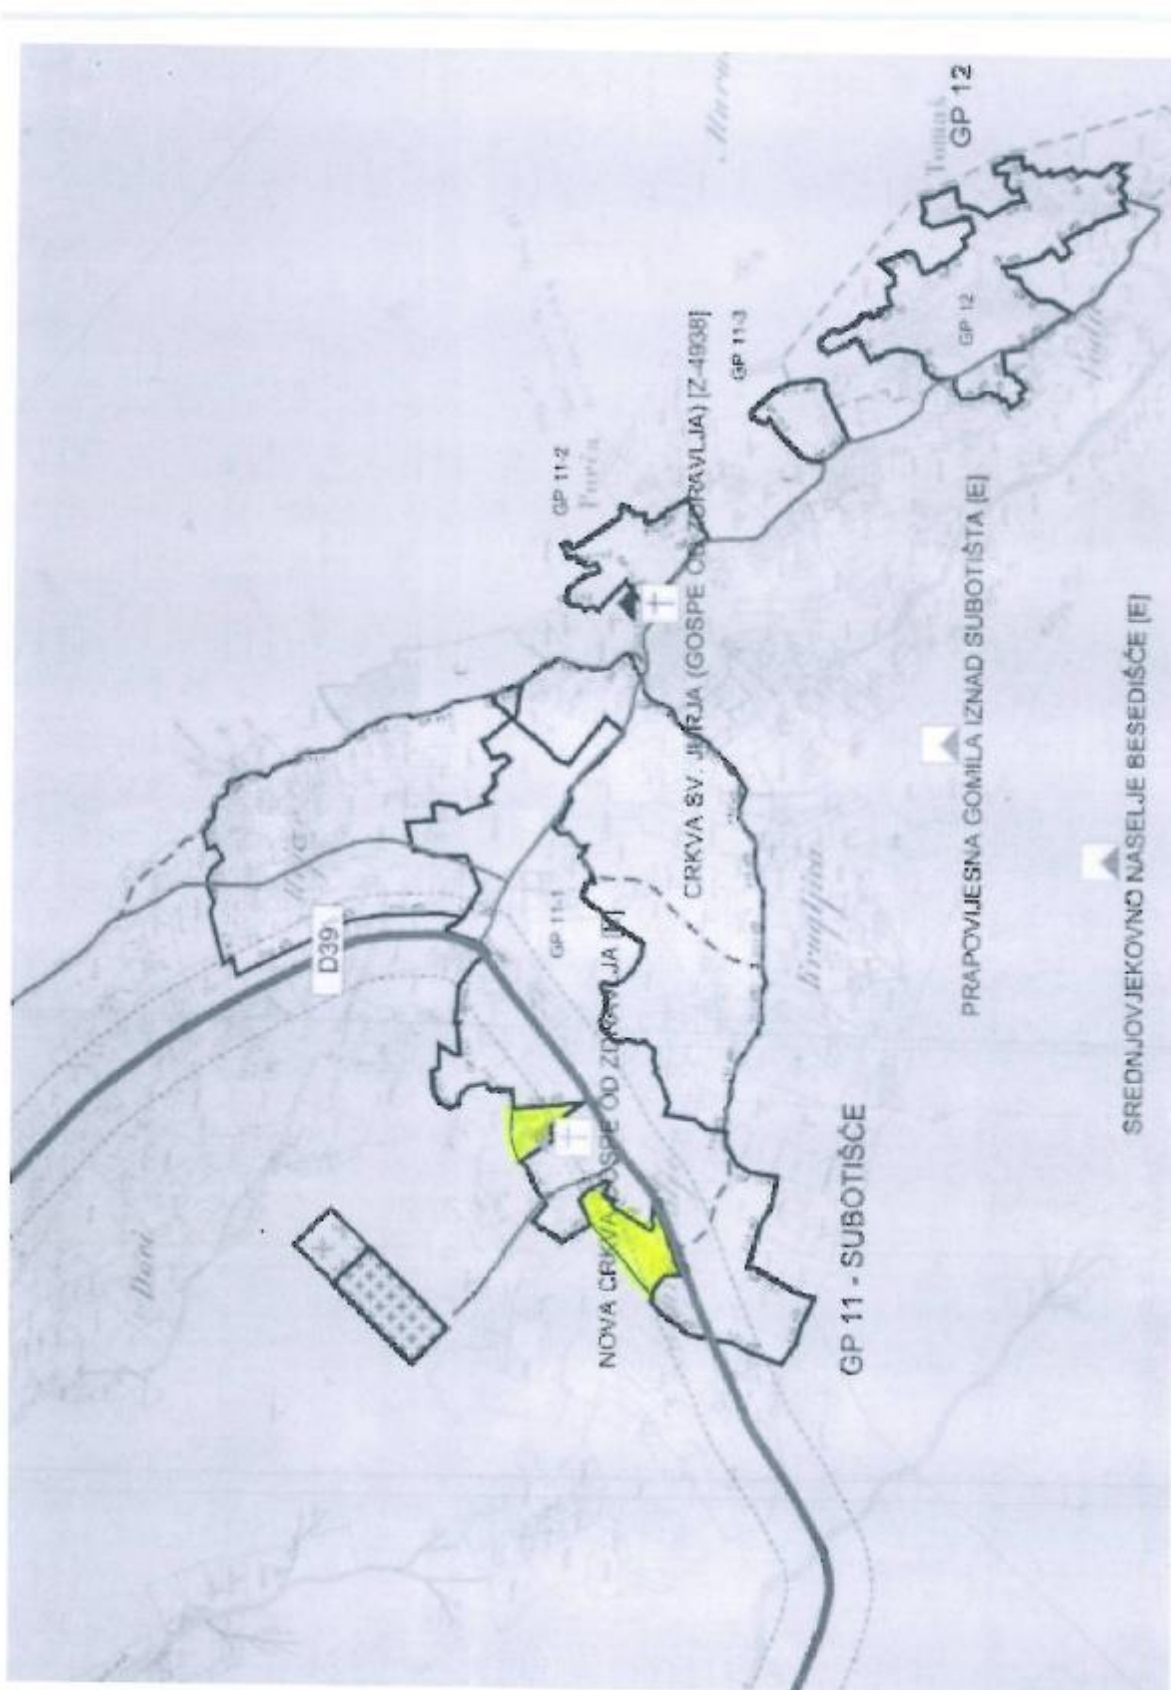 GP 12
Tomaš
GP 12
GP 11-3
CRKVA SV. JURJA (GOSPE OD ZDRAVLJA) [Z-4938]
GP 11-2
D39
GP 11-1
NOVA CRKVA GOSPE OD ZDRAVLJA [E]
PRAPOVIJESNA GOMILA IZNAD SUBOTIŠTA [E]
SREDNJOVJEKOVNO NASELJE BESEDIŠĆE [E]
GP 11 - SUBOTIŠĆE